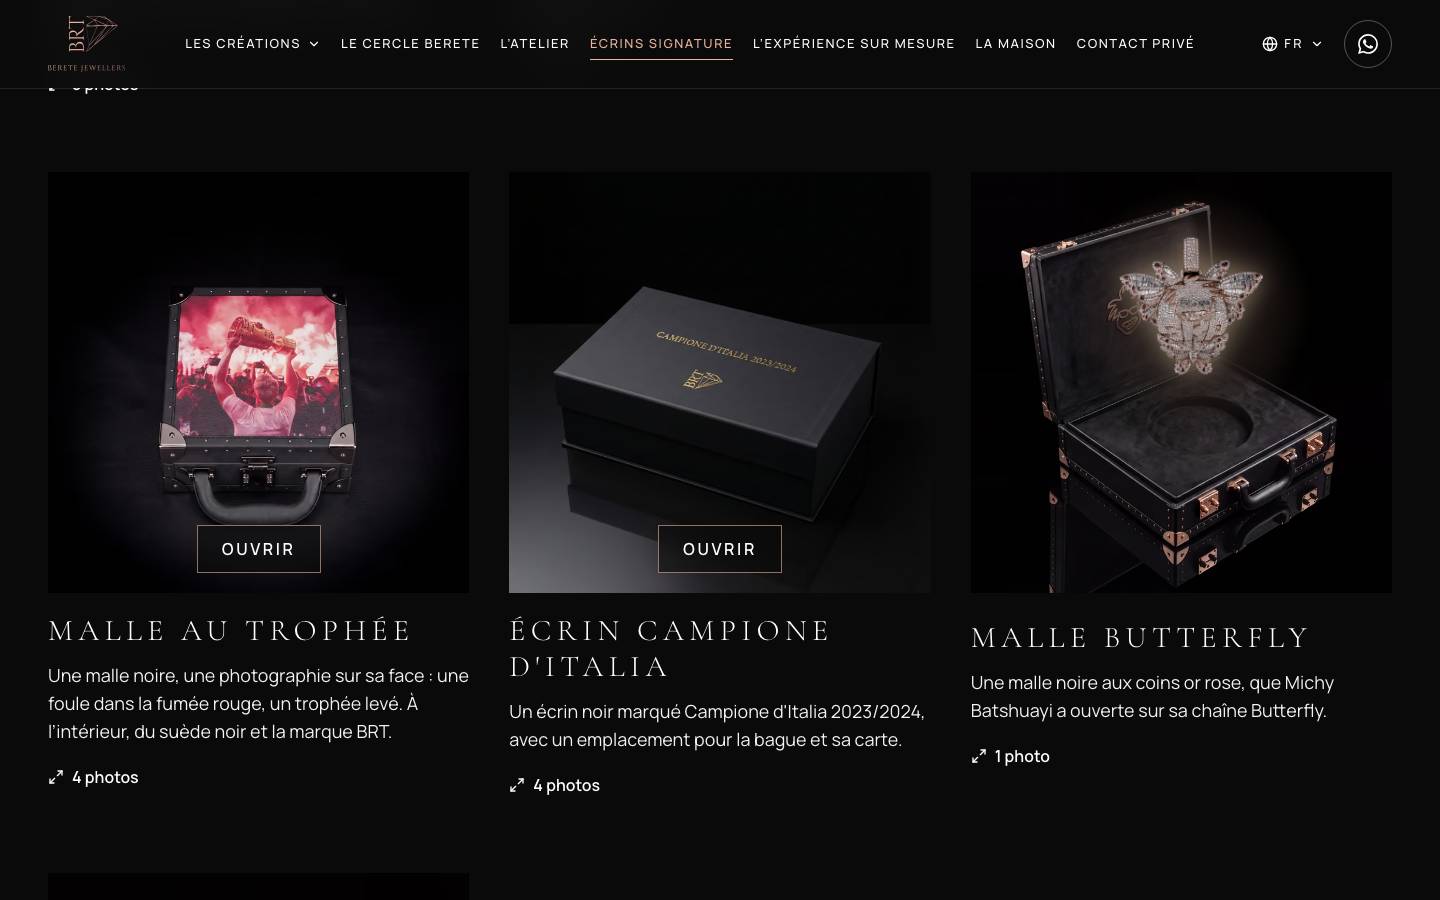 BRT
BERETE JEWELLERS
LES CRÉATIONS
LE CERCLE BERETE
L'ATELIER
ÉCRINS SIGNATURE
L'EXPÉRIENCE SUR MESURE
LA MAISON
CONTACT PRIVÉ
FR
CAMPIONE D'ITALIA 2023/2024
BRT
OUVRIR
OUVRIR
MALLE AU TROPHÉE
Une malle noire, une photographie sur sa face : une
foule dans la fumée rouge, un trophée levé. À
l'intérieur, du suède noir et la marque BRT.
4 photos
ÉCRIN CAMPIONE
D'ITALIA
Un écrin noir marqué Campione d'Italia 2023/2024,
avec un emplacement pour la bague et sa carte.
4 photos
MALLE BUTTERFLY
Une malle noire aux coins or rose, que Michy
Batshuayi a ouverte sur sa chaîne Butterfly.
1 photo